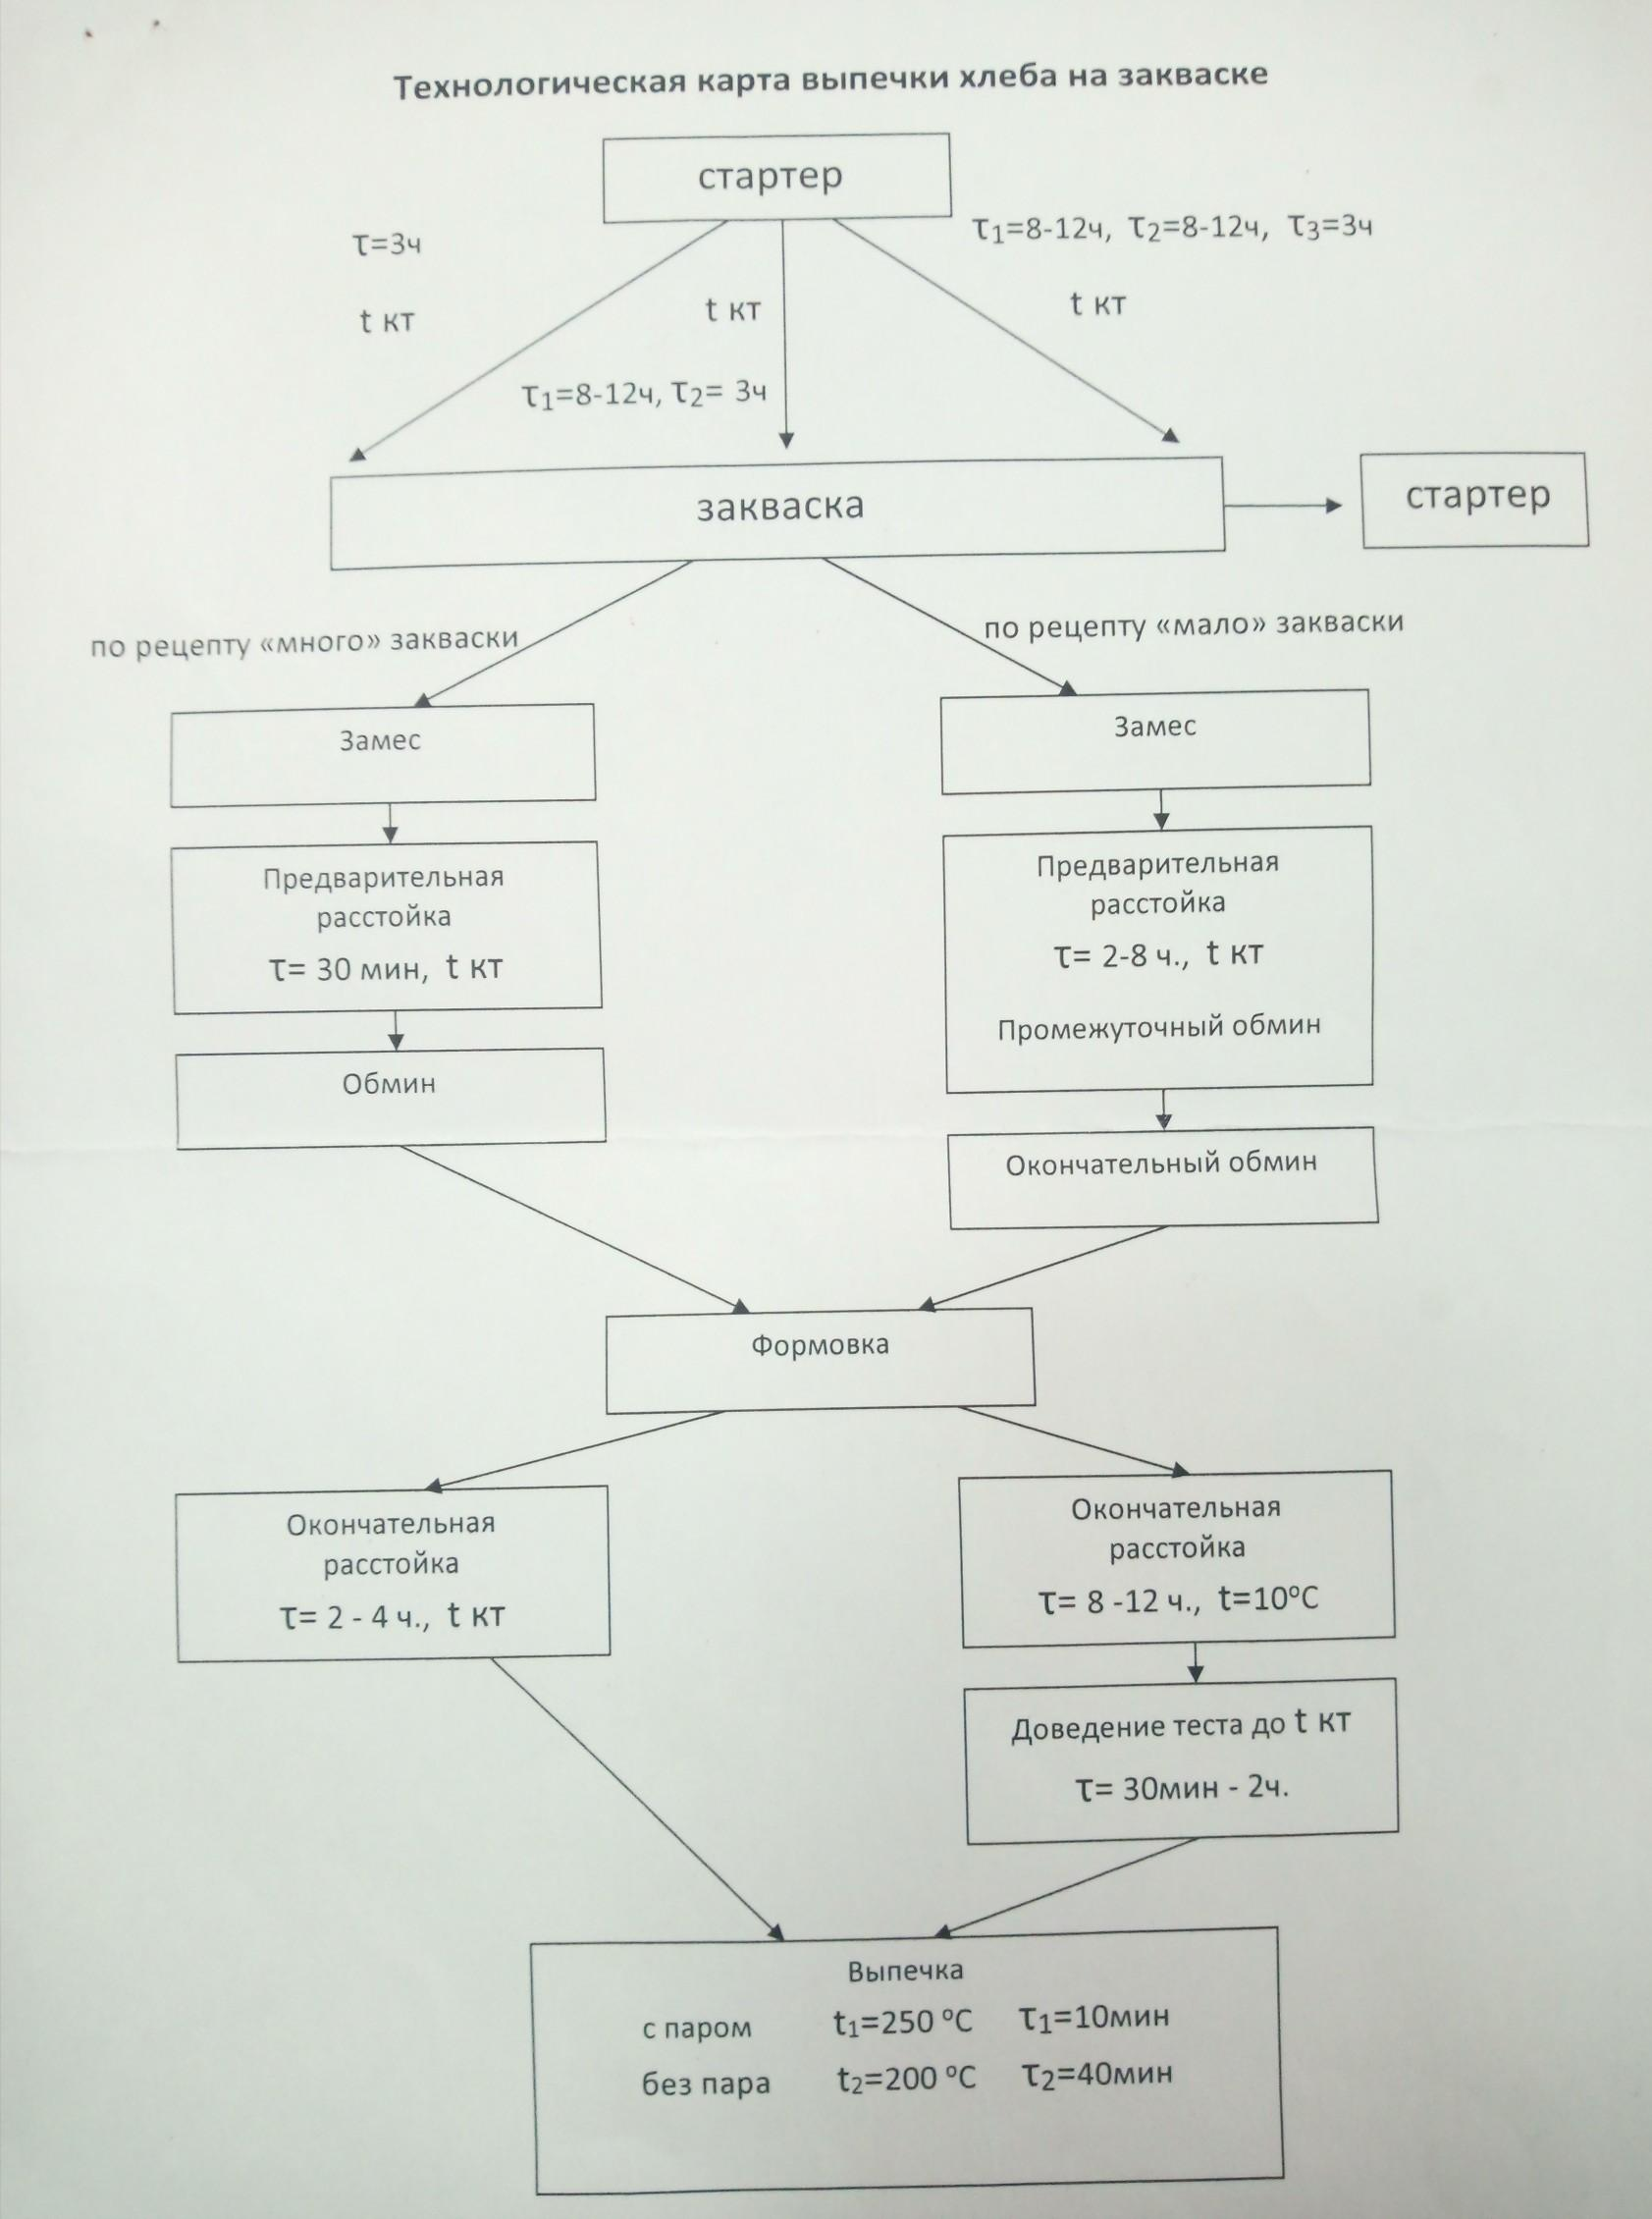 Технологическая карта выпечки хлеба на закваске
стартер
τ=3ч
t кт
t кт
τ1=8-12ч, τ2= 3ч
τ1=8-12ч, τ2=8-12ч, τ3=3ч
t кт
закваска
стартер
по рецепту «много» закваски
по рецепту «мало» закваски
Замес
Предварительная
расстойка
τ= 30 мин, t кт
Обмин
Замес
Предварительная
расстойка
τ= 2-8 ч., t кт
Промежуточный обмин
Окончательный обмин
Формовка
Окончательная
расстойка
τ= 2 - 4 ч., t кт
Окончательная
расстойка
τ= 8 -12 ч., t=10ºС
Доведение теста до t кт
τ= 30мин - 2ч.
Выпечка
с паром t1=250 ºС τ1=10мин
без пара t2=200 ºС τ2=40мин